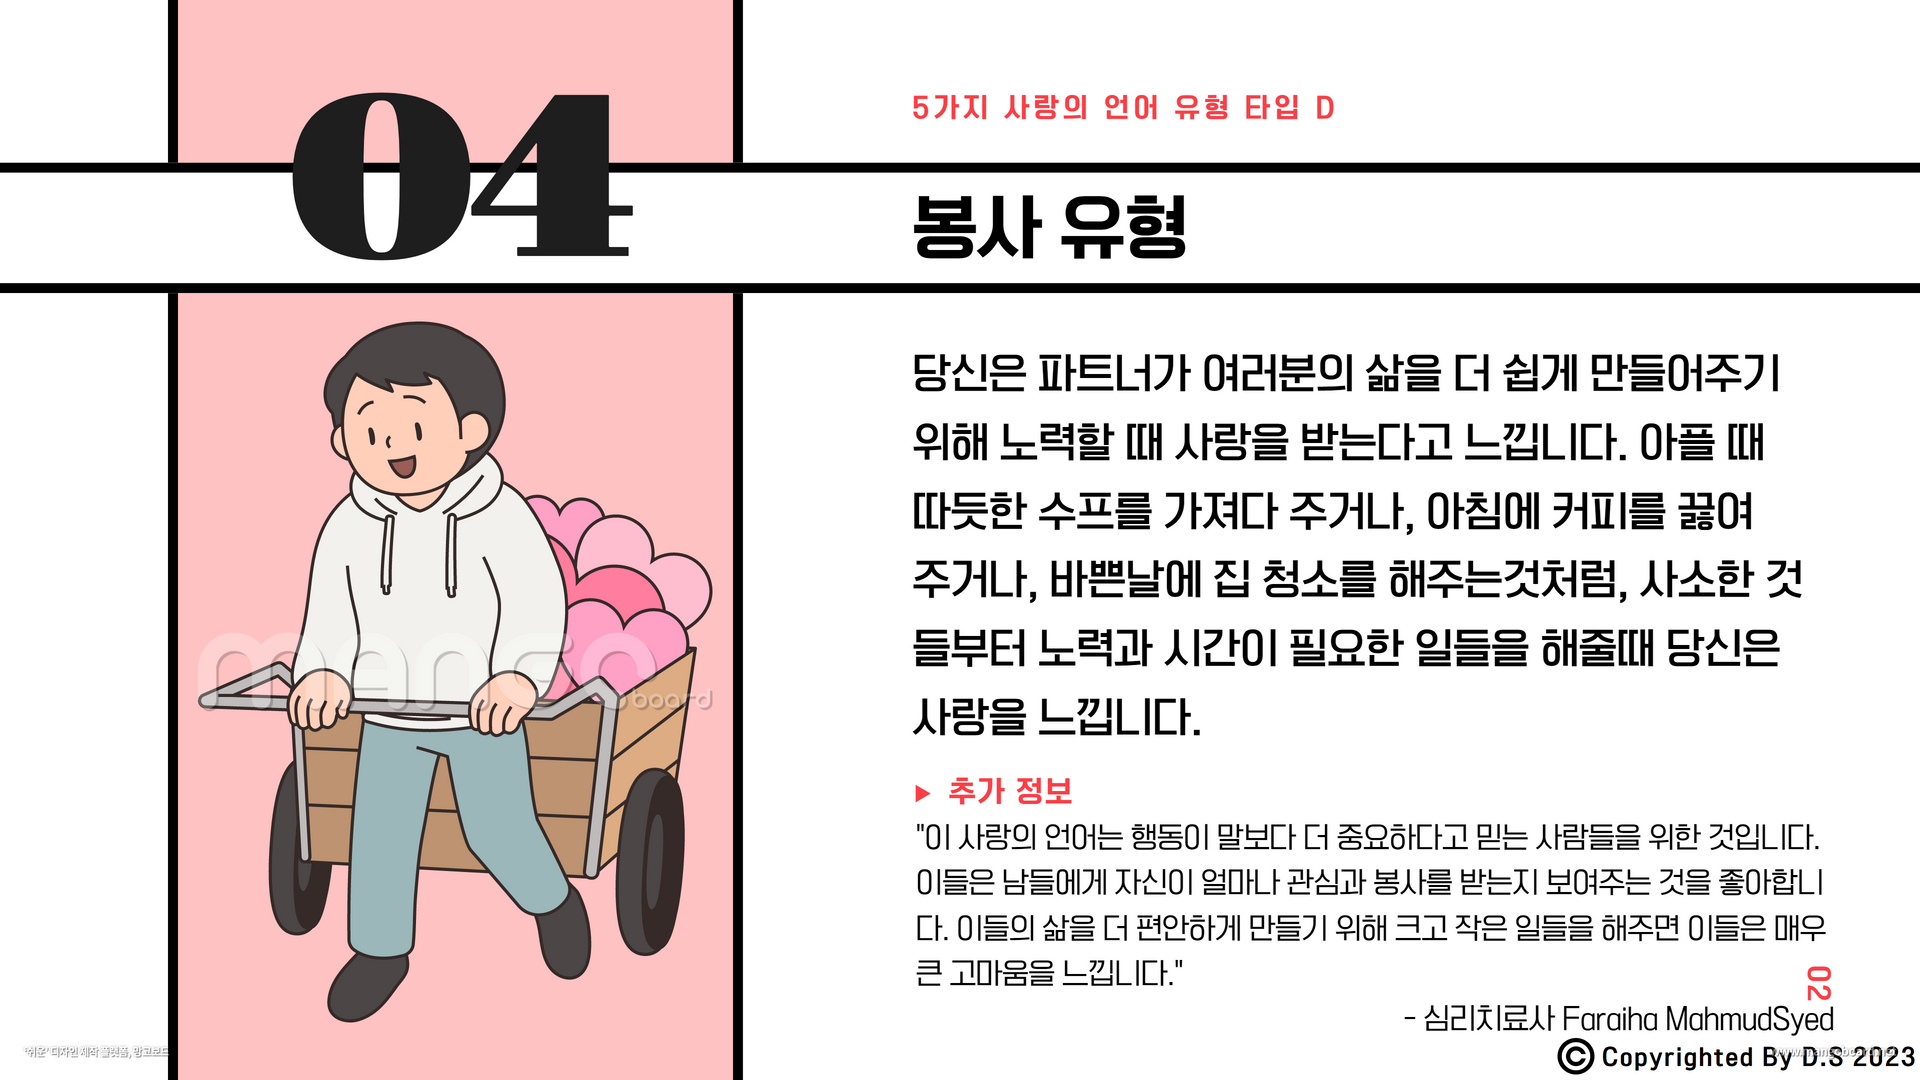 04
5가지 사랑의 언어 유형 타입 D
봉사 유형
당신은 파트너가 여러분의 삶을 더 쉽게 만들어주기
위해 노력할 때 사랑을 받는다고 느낍니다. 아플 때
따듯한 수프를 가져다 주거나, 아침에 커피를 끓여
주거나, 바쁜날에 집 청소를 해주는것처럼, 사소한 것
들부터 노력과 시간이 필요한 일들을 해줄때 당신은
사랑을 느낍니다.
▶ 추가 정보
"이 사랑의 언어는 행동이 말보다 더 중요하다고 믿는 사람들을 위한 것입니다.
이들은 남들에게 자신이 얼마나 관심과 봉사를 받는지 보여주는 것을 좋아합니
다. 이들의 삶을 더 편안하게 만들기 위해 크고 작은 일들을 해주면 이들은 매우
큰 고마움을 느낍니다."
02
- 심리치료사 Faraiha MahmudSyed
© Copyrighted By D.S 2023
mango
board
'쉬운' 디자인 제작 플랫폼, 망고보드
www.mangoboard.net